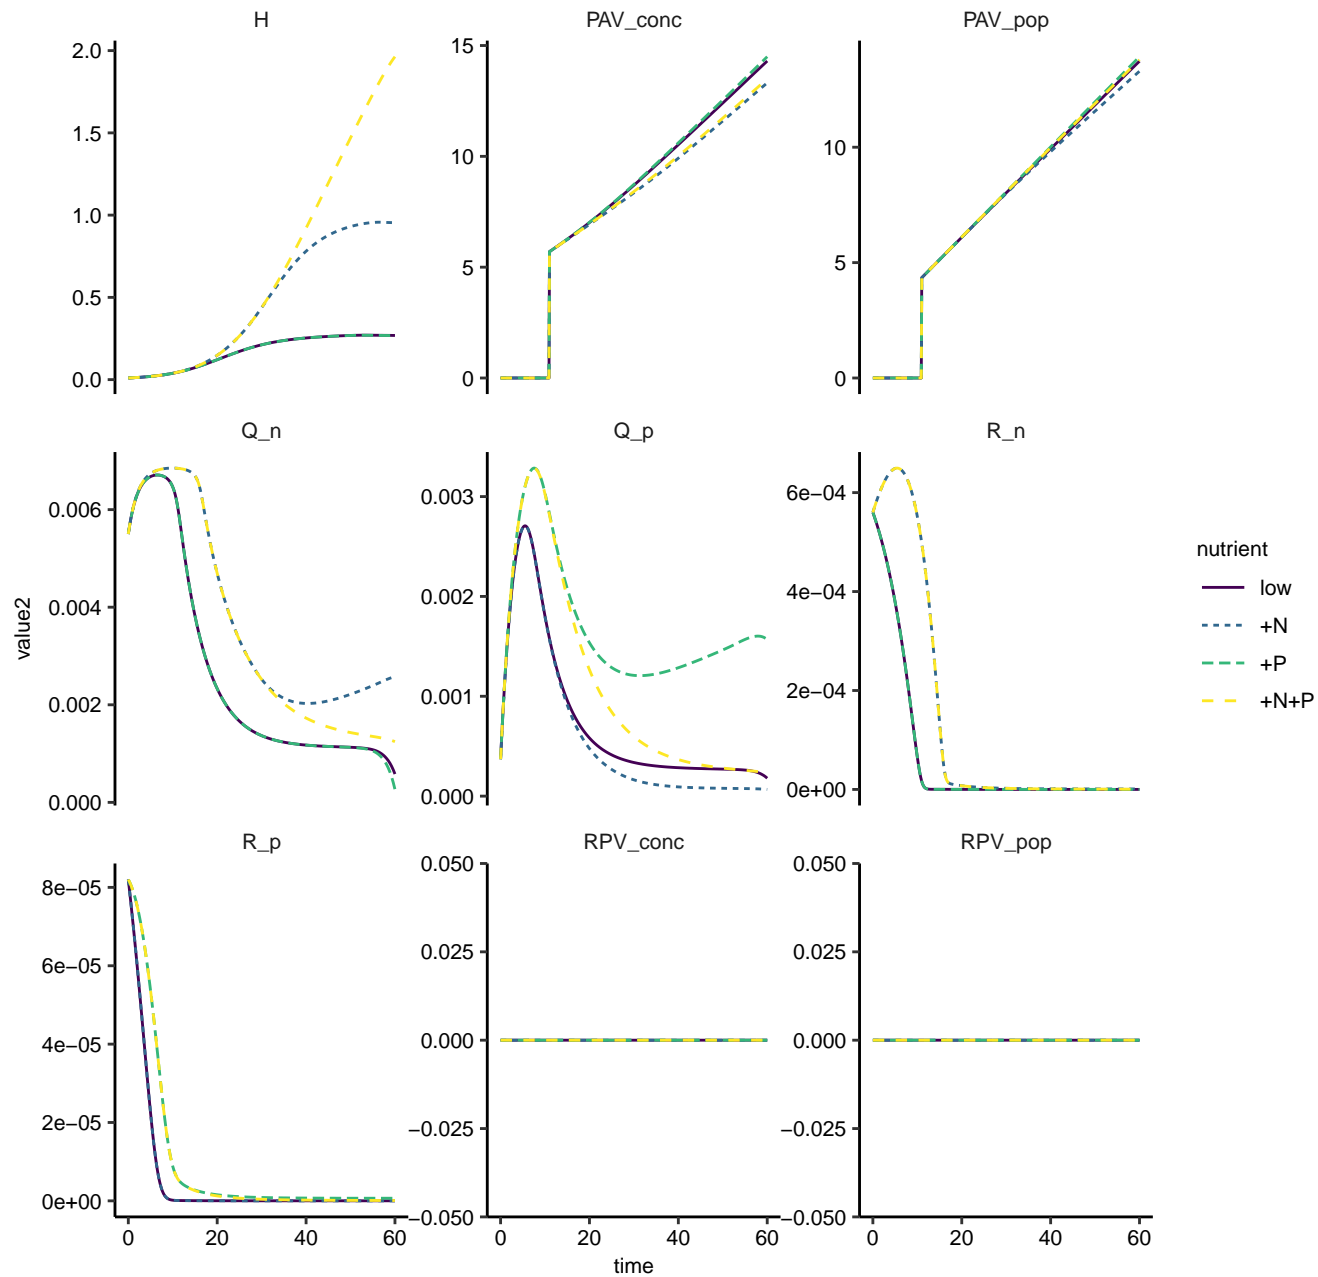 H
PAV_conc
PAV_pop
2.0
1.5
1.0
0.5
0.0
15
10
5
0
10
5
0
Q_n
Q_p
R_n
0.006
0.004
0.002
0.000
0.003
0.002
0.001
0.000
6e−04
4e−04
2e−04
0e+00
R_p
RPV_conc
RPV_pop
8e−05
6e−05
4e−05
2e−05
0e+00
0.050
0.025
0.000
−0.025
−0.050
0.050
0.025
0.000
−0.025
−0.050
0 20 40 60
0 20 40 60
0 20 40 60
time
value2
nutrient
low
+N
+P
+N+P